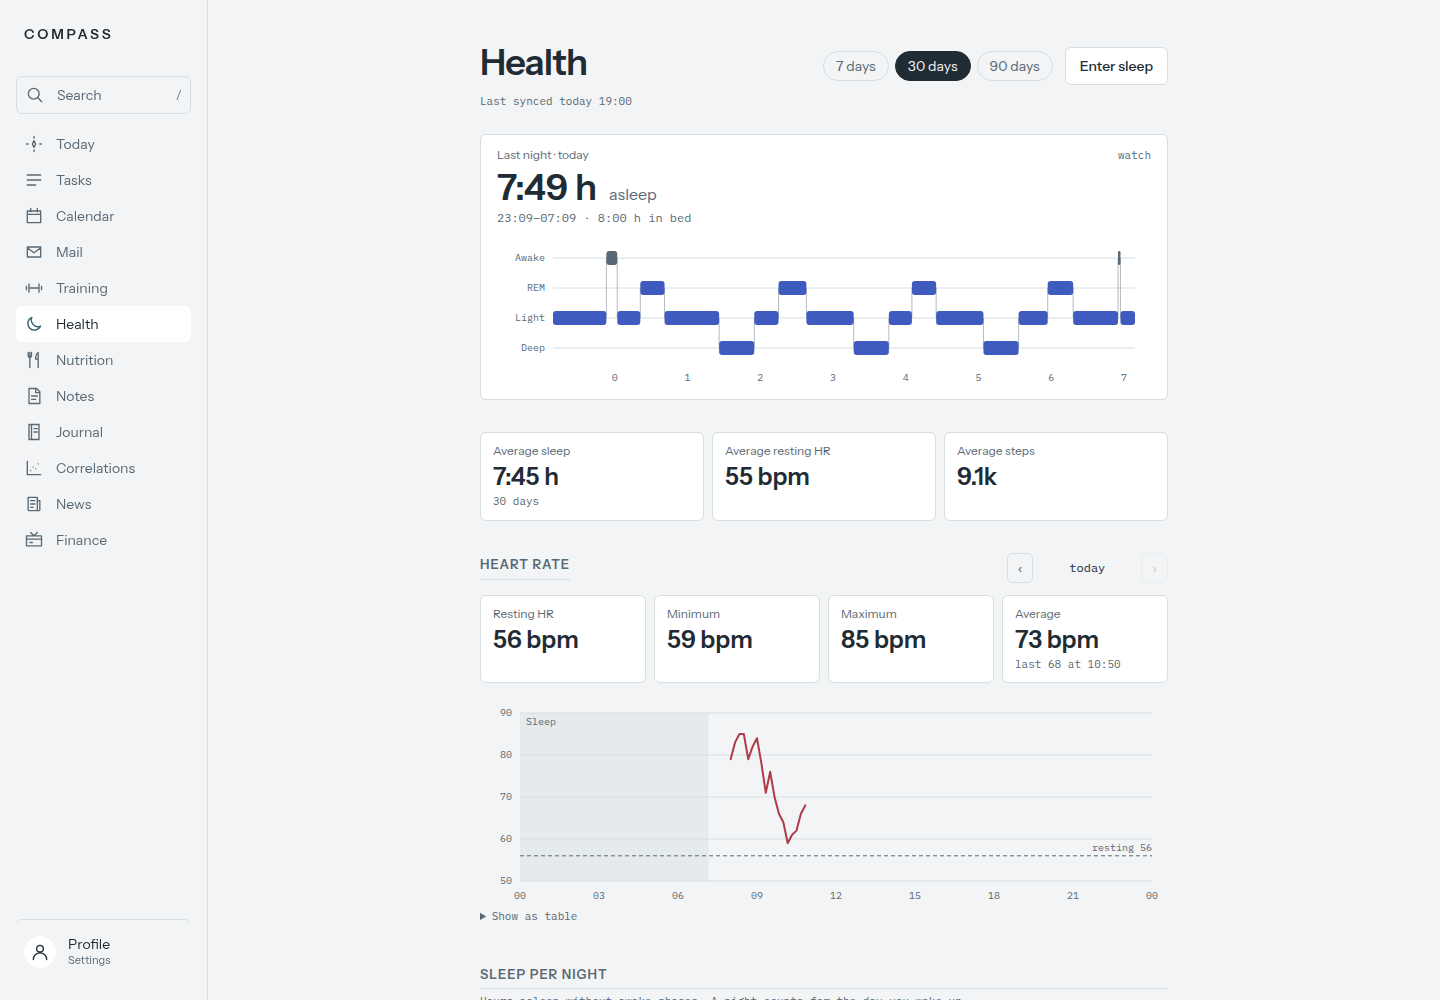 COMPASS
Search /
Today
Tasks
Calendar
Mail
Training
Health
Nutrition
Notes
Journal
Correlations
News
Finance
Profile
Settings
Health
7 days 30 days 90 days Enter sleep
Last synced today 19:00
Last night · today watch
7:49 h asleep
23:09–07:09 · 8:00 h in bed
Awake
REM
Light
Deep
0 1 2 3 4 5 6 7
Average sleep
7:45 h
30 days
Average resting HR
55 bpm
Average steps
9.1k
HEART RATE
‹ today ›
Resting HR
56 bpm
Minimum
59 bpm
Maximum
85 bpm
Average
73 bpm
last 68 at 10:50
90
Sleep
80
70
60
resting 56
50
00 03 06 09 12 15 18 21 00
Show as table
SLEEP PER NIGHT